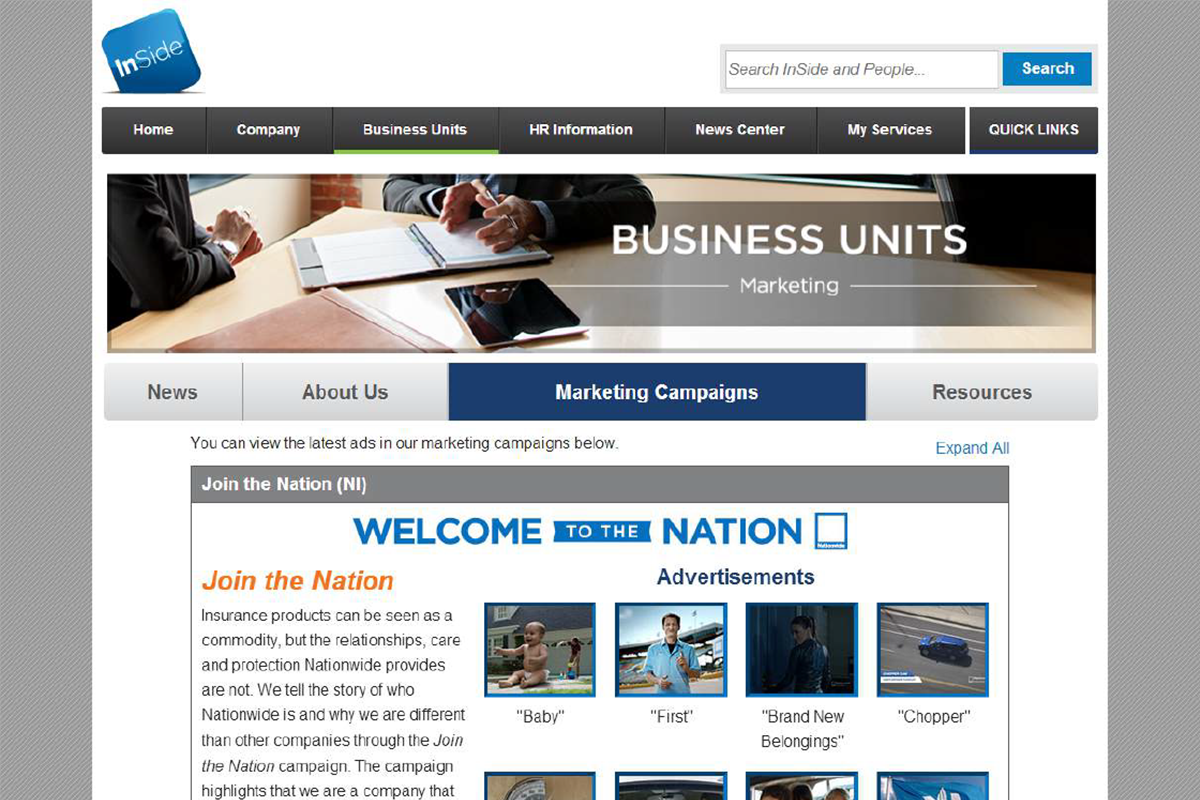 InSide
Search InSide and People...
Search
Home
Company
Business Units
HR Information
News Center
My Services
QUICK LINKS
BUSINESS UNITS
Marketing
News
About Us
Marketing Campaigns
Resources
You can view the latest ads in our marketing campaigns below.
Expand All
Join the Nation (NI)
WELCOME TO THE NATION
Nationwide
Join the Nation
Insurance products can be seen as a
commodity, but the relationships, care
and protection Nationwide provides
are not. We tell the story of who
Nationwide is and why we are different
than other companies through the Join
the Nation campaign. The campaign
highlights that we are a company that
Advertisements
"Baby"
"First"
"Brand New
Belongings"
"Chopper"